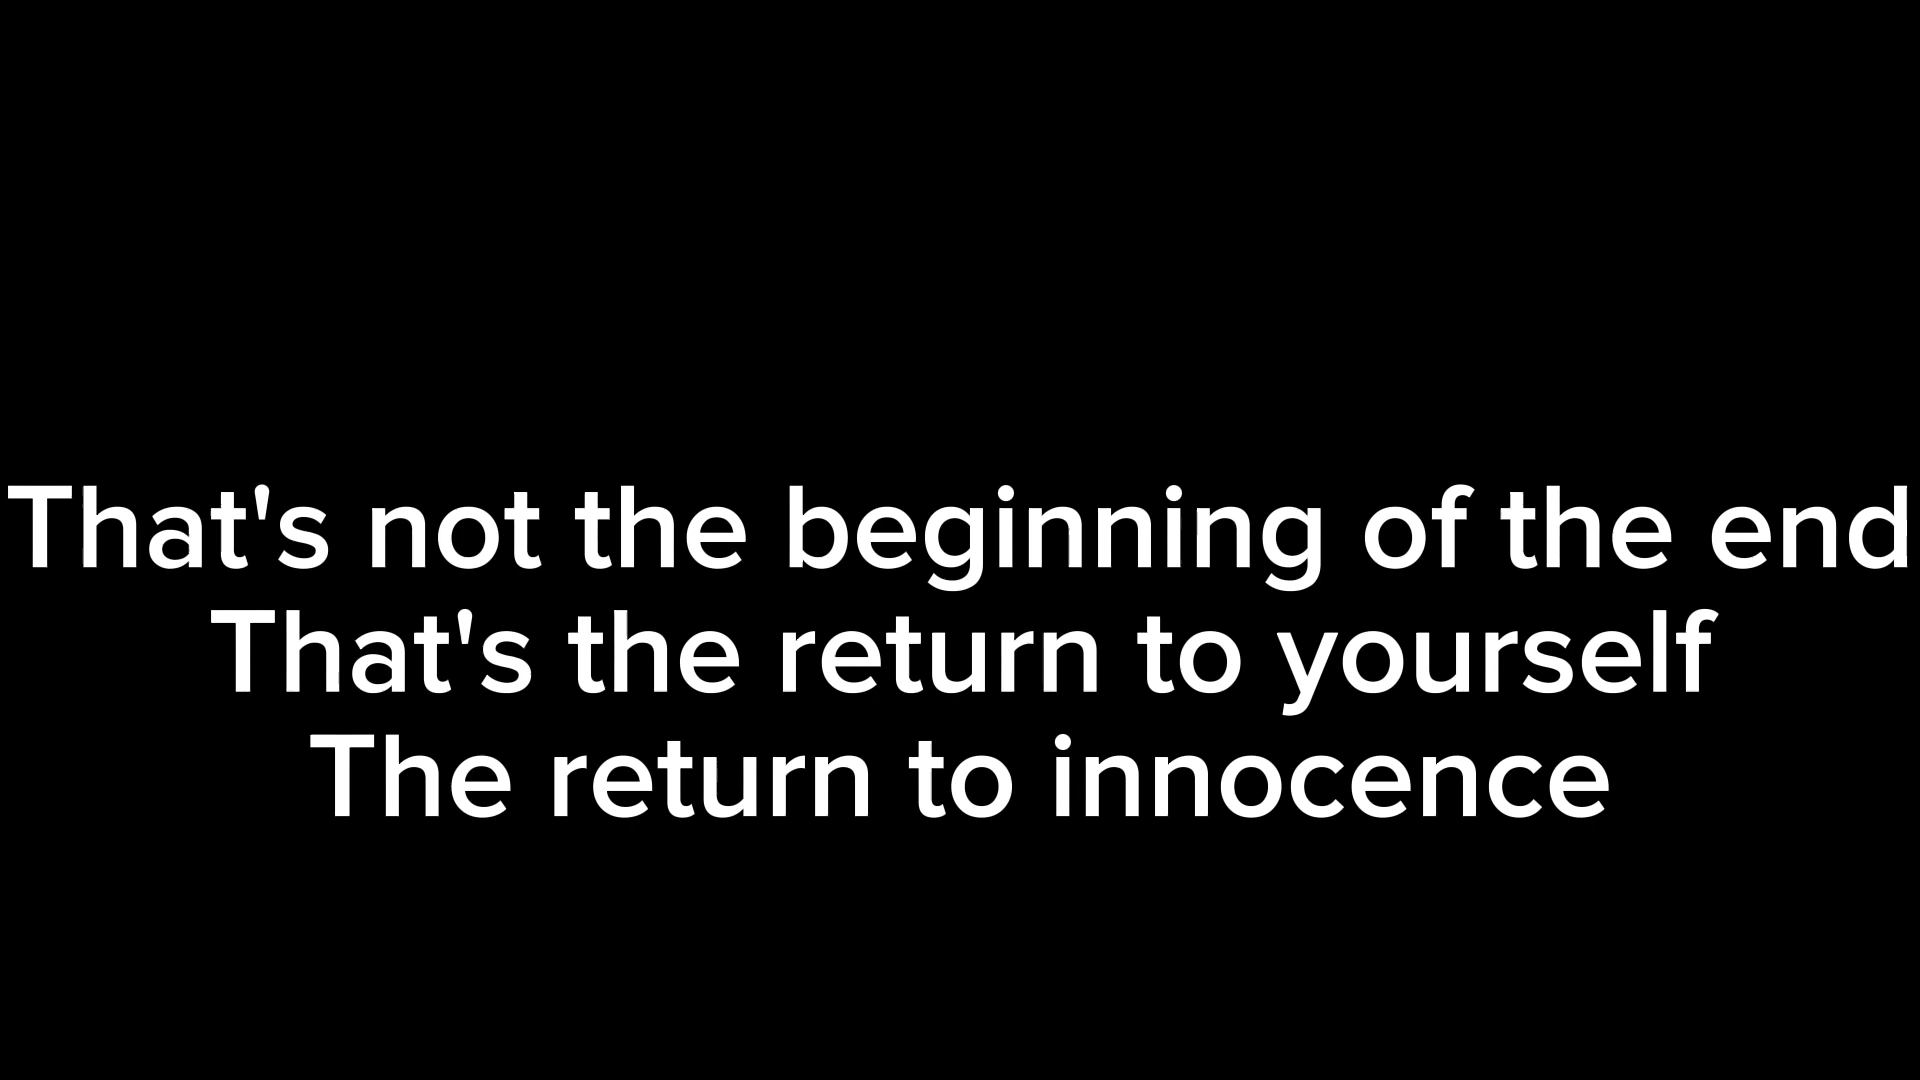 That's not the beginning of the end
That's the return to yourself
The return to innocence